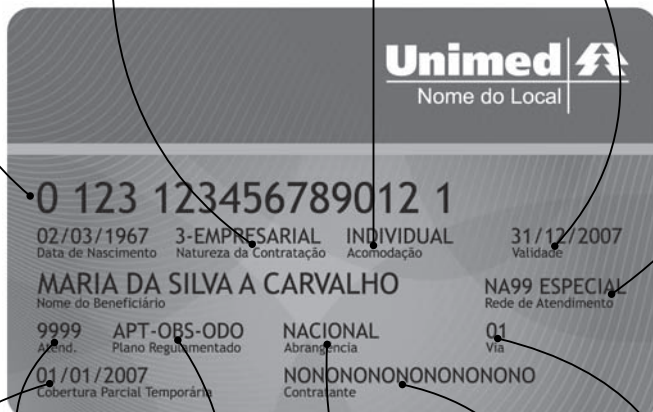 Unimed
Nome do Local
0 123 123456789012 1
02/03/1967 3-EMPRESARIAL INDIVIDUAL 31/12/2007
Data de Nascimento Natureza da Contratação Acomodação Validade
MARIA DA SILVA A CARVALHO NA99 ESPECIAL
Nome do Beneficiário Rede de Atendimento
9999 APT-OBS-ODO NACIONAL 01
Atend. Plano Regulamentado Abrangência Via
01/01/2007 NONONONONONONONONO
Cobertura Parcial Temporária Contratante